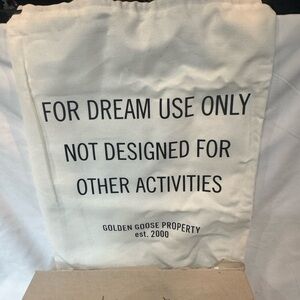 FOR DREAM USE ONLY
NOT DESIGNED FOR
OTHER ACTIVITIES
GOLDEN GOOSE PROPERTY
est. 2000